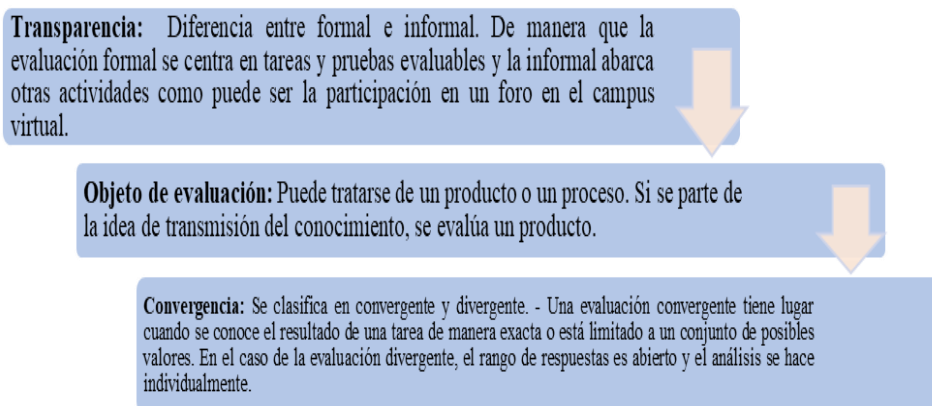 Transparencia: Diferencia entre formal e informal. De manera que la
evaluación formal se centra en tareas y pruebas evaluables y la informal abarca
otras actividades como puede ser la participación en un foro en el campus
virtual.
Objeto de evaluación: Puede tratarse de un producto o un proceso. Si se parte de
la idea de transmisión del conocimiento, se evalúa un producto.
Convergencia: Se clasifica en convergente y divergente. - Una evaluación convergente tiene lugar
cuando se conoce el resultado de una tarea de manera exacta o está limitado a un conjunto de posibles
valores. En el caso de la evaluación divergente, el rango de respuestas es abierto y el análisis se hace
individualmente.